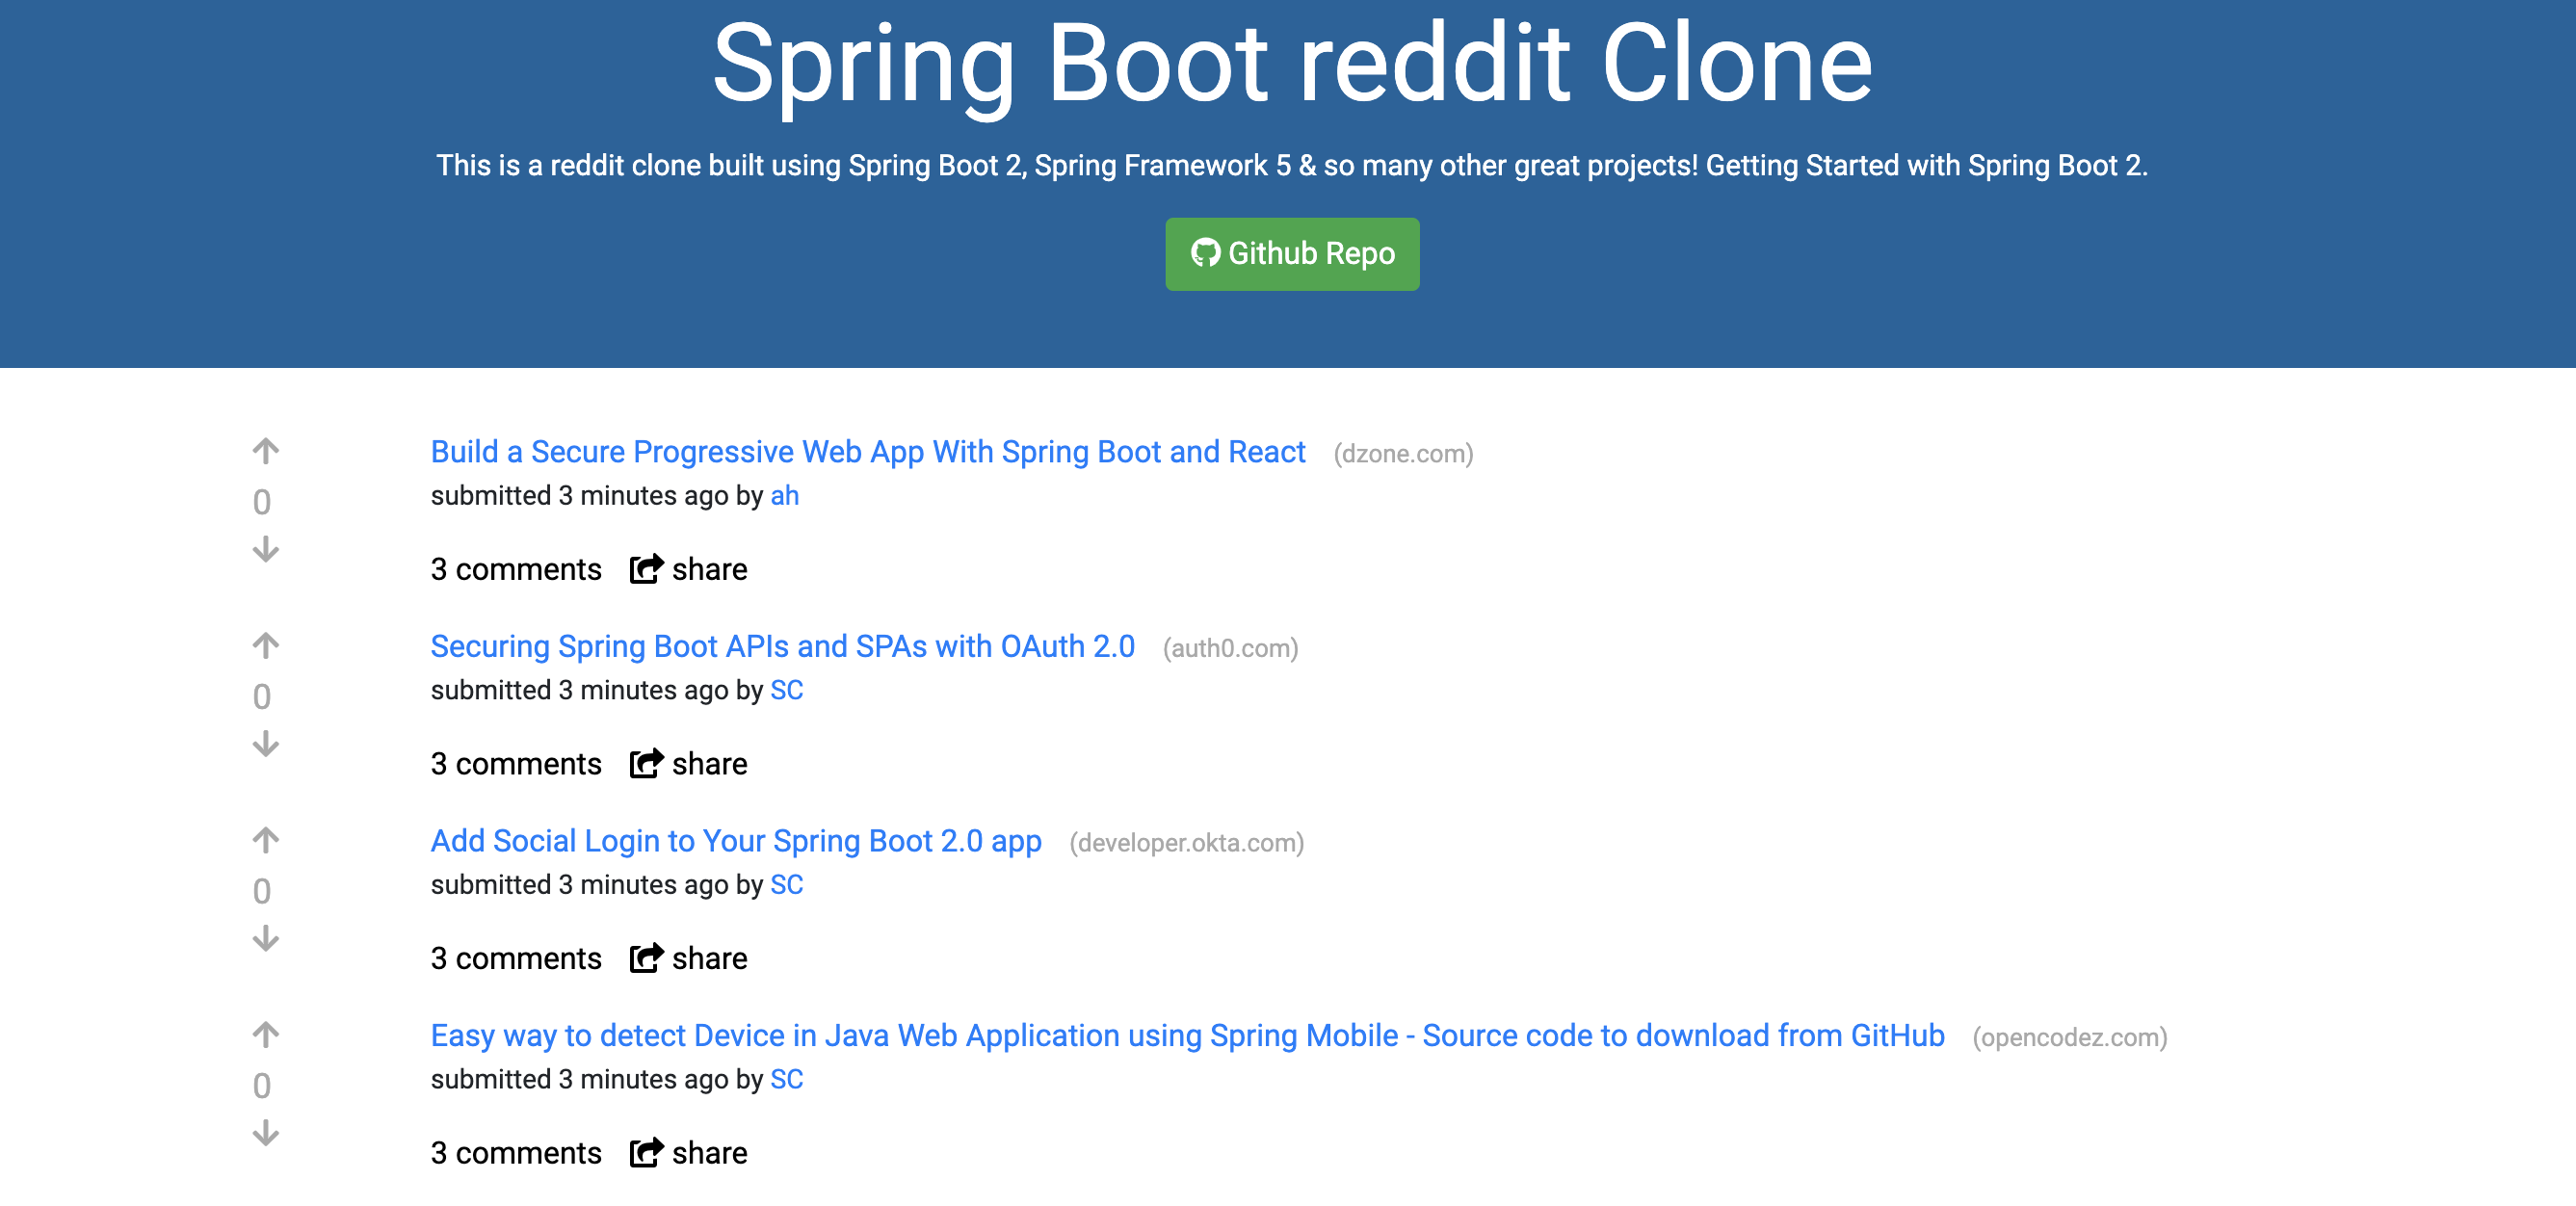 Spring Boot reddit Clone
This is a reddit clone built using Spring Boot 2, Spring Framework 5 & so many other great projects! Getting Started with Spring Boot 2.
Github Repo
Build a Secure Progressive Web App With Spring Boot and React (dzone.com)
0
submitted 3 minutes ago by ah
3 comments share
Securing Spring Boot APIs and SPAs with OAuth 2.0 (auth0.com)
0
submitted 3 minutes ago by SC
3 comments share
Add Social Login to Your Spring Boot 2.0 app (developer.okta.com)
0
submitted 3 minutes ago by SC
3 comments share
Easy way to detect Device in Java Web Application using Spring Mobile - Source code to download from GitHub (opencodez.com)
0
submitted 3 minutes ago by SC
3 comments share